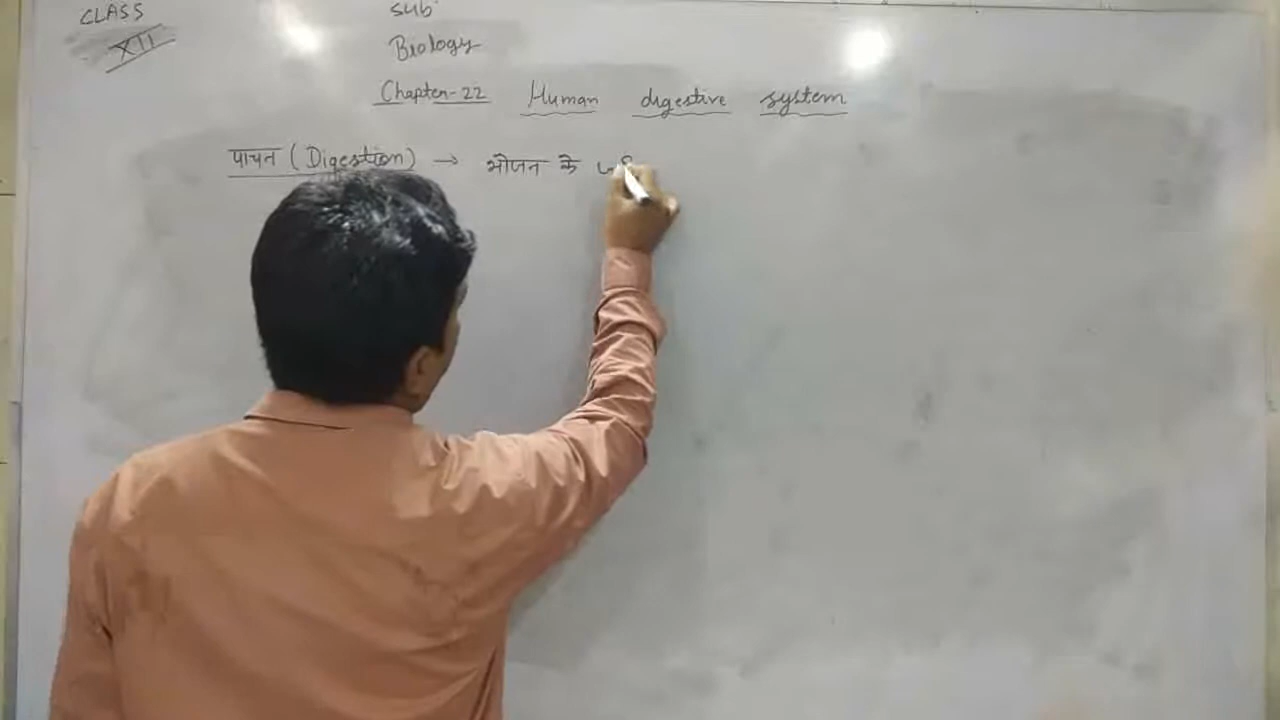 CLASS
XII
Sub
Biology
Chapter-22 Human digestive system
पाचन (Digestion) → भोजन के